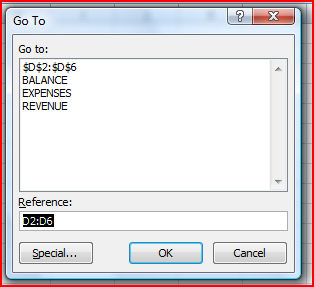 Go To
?
Go to:
$D$2:$D$6
BALANCE
EXPENSES
REVENUE
Reference:
D2:D6
Special...
OK
Cancel